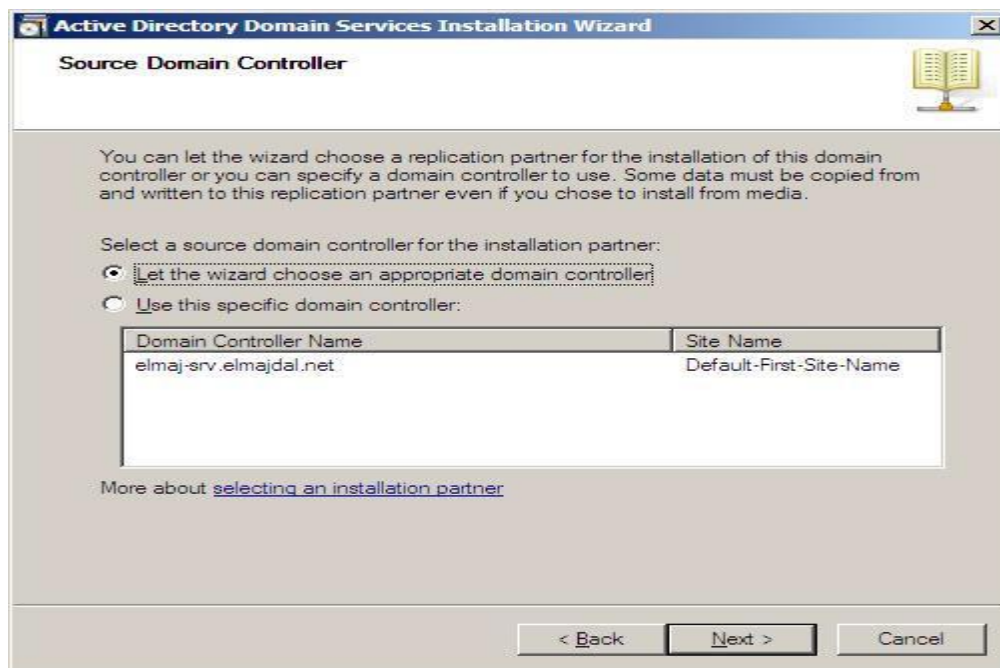 Active Directory Domain Services Installation Wizard
Source Domain Controller
You can let the wizard choose a replication partner for the installation of this domain
controller or you can specify a domain controller to use. Some data must be copied from
and written to this replication partner even if you chose to install from media.
Select a source domain controller for the installation partner:
Let the wizard choose an appropriate domain controller
Use this specific domain controller:
Domain Controller Name Site Name
elmaj-srv.elmajdal.net Default-First-Site-Name
More about selecting an installation partner
< Back Next > Cancel